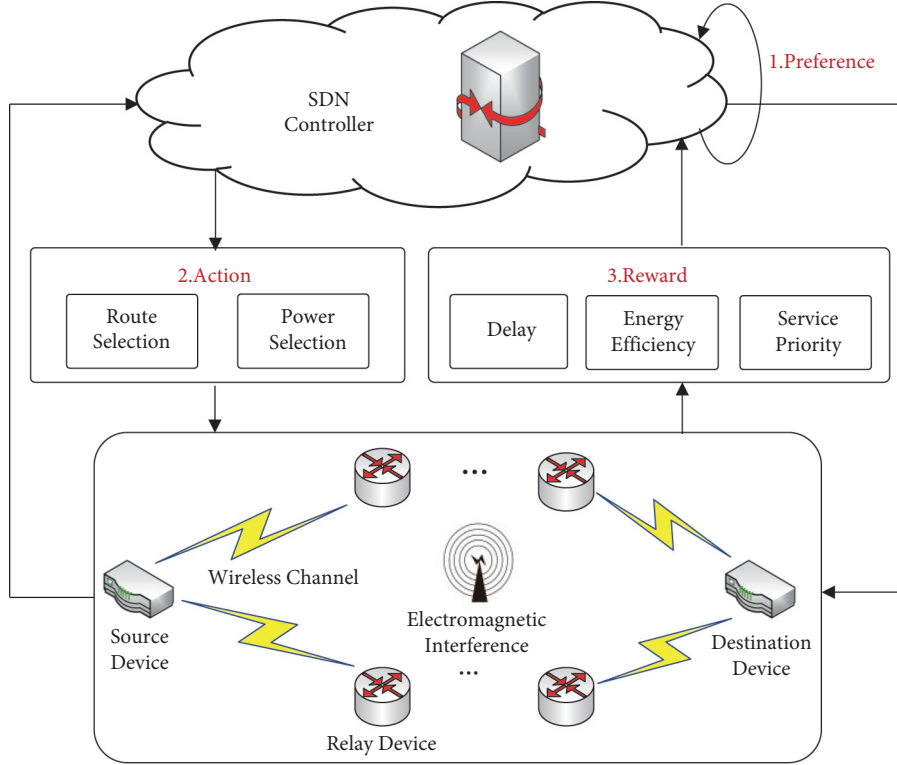 1.Preference
SDN
Controller
2.Action
Route
Selection
Power
Selection
3.Reward
Delay
Energy
Efficiency
Service
Priority
...
Wireless Channel
Electromagnetic
Interference
Source
Device
Destination
Device
...
Relay Device